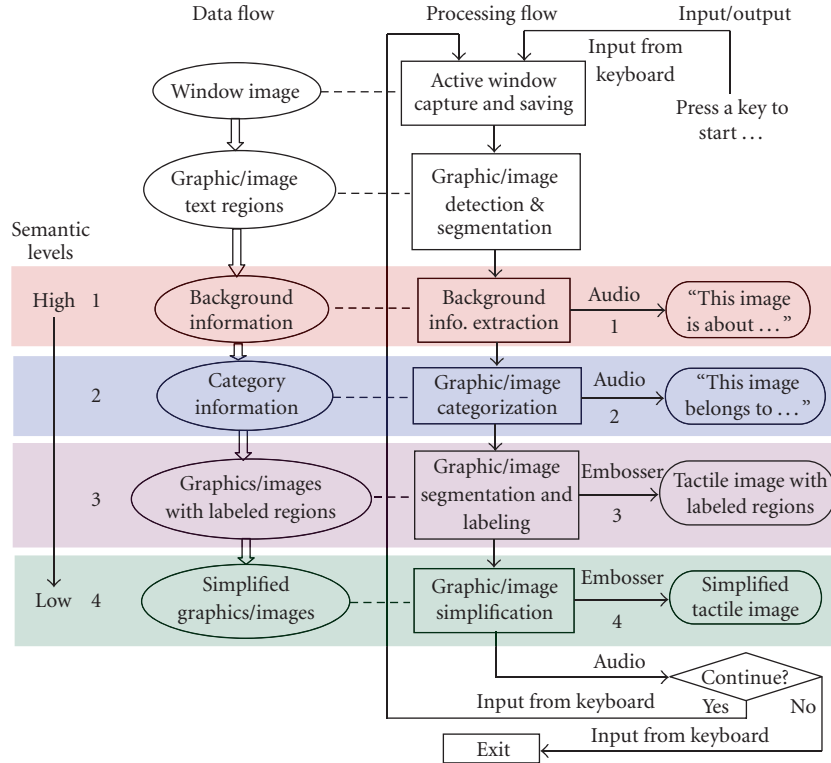 Data flow
Processing flow
Input/output
Input from
keyboard
Window image
Active window
capture and saving
Press a key to
start …
Graphic/image
text regions
Graphic/image
detection &
segmentation
Semantic
levels
High 1
Background
information
Background
info. extraction
Audio
1
“This image
is about …”
2
Category
information
Graphic/image
categorization
Audio
2
“This image
belongs to …”
3
Graphics/images
with labeled regions
Graphic/image
segmentation and
labeling
Embosser
3
Tactile image with
labeled regions
Low 4
Simplified
graphics/images
Graphic/image
simplification
Embosser
4
Simplified
tactile image
Audio
Continue?
Input from keyboard
Yes
No
Input from keyboard
Exit